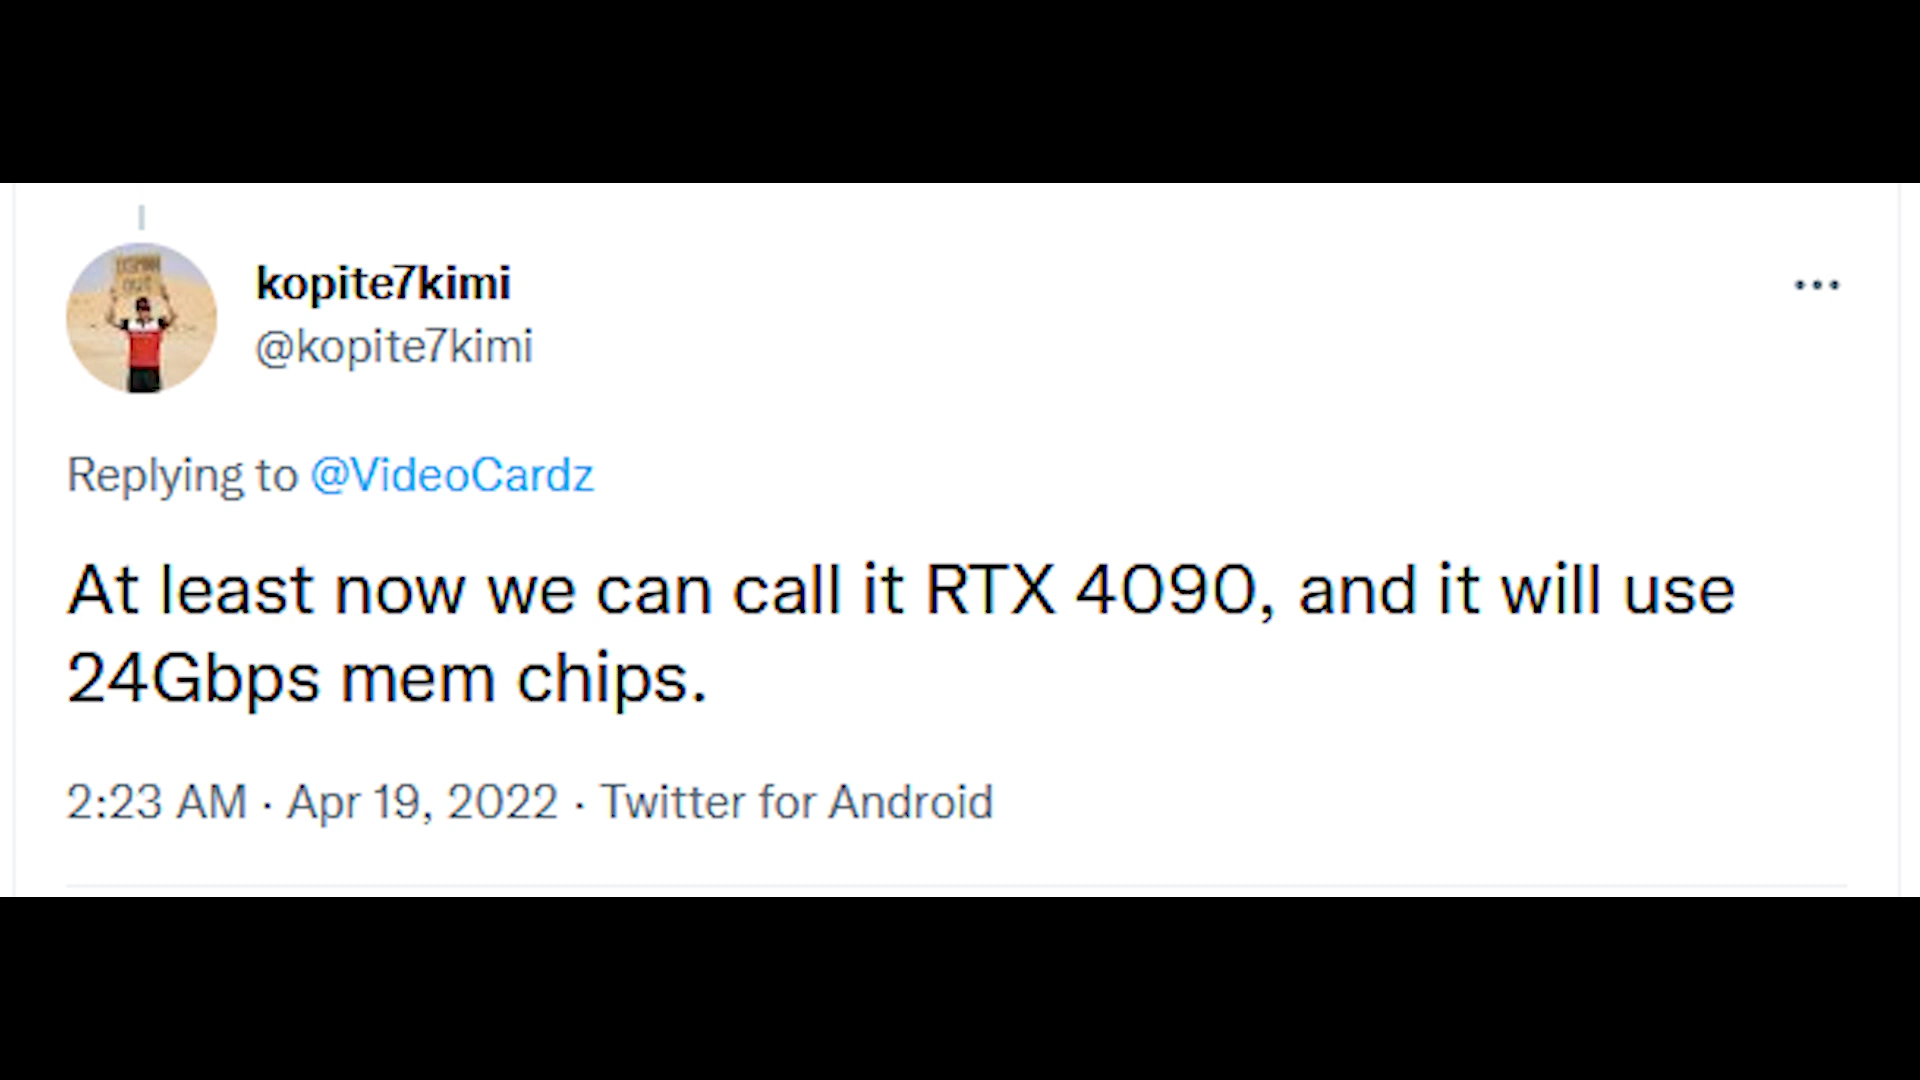 kopite7kimi
@kopite7kimi
Replying to @VideoCardz
At least now we can call it RTX 4090, and it will use
24Gbps mem chips.
2:23 AM · Apr 19, 2022 · Twitter for Android